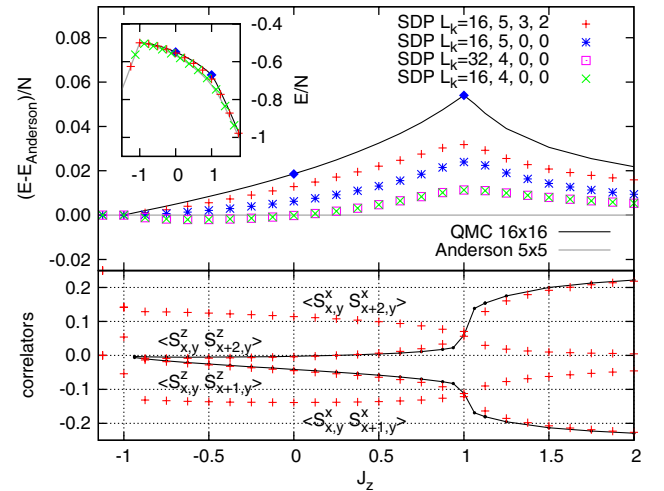 0.08
0.06
0.04
0.02
0.00
-0.02
(E-E_Anderson)/N
-0.4
-0.6
-0.8
-1
E/N
-1 0 1
SDP L_k=16, 5, 3, 2
SDP L_k=16, 5, 0, 0
SDP L_k=32, 4, 0, 0
SDP L_k=16, 4, 0, 0
QMC 16x16
Anderson 5x5
0.2
0.1
0.0
-0.1
-0.2
correlators
<S^x_{x,y} S^x_{x+2,y}>
<S^z_{x,y} S^z_{x+2,y}>
<S^z_{x,y} S^z_{x+1,y}>
<S^x_{x,y} S^x_{x+1,y}>
-1 -0.5 0 0.5 1 1.5 2
J_z